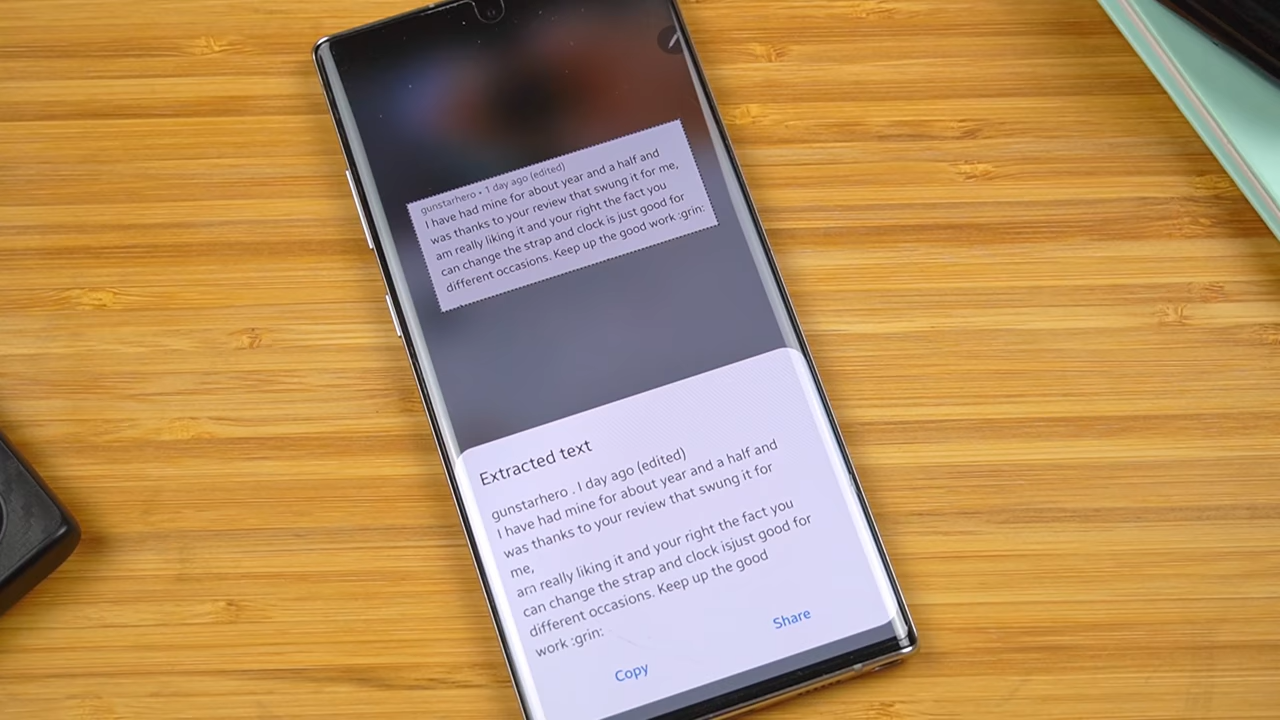 gunstarhero • 1 day ago (edited)
I have had mine for about year and a half and
was thanks to your review that swung it for me,
am really liking it and your right the fact you
can change the strap and clock is just good for
different occasions. Keep up the good work :grin:
Extracted text
gunstarhero . I day ago (edited)
I have had mine for about year and a half and
was thanks to your review that swung it for
me,
am really liking it and your right the fact you
can change the strap and clock isjust good for
different occasions. Keep up the good
work :grin:
Copy
Share